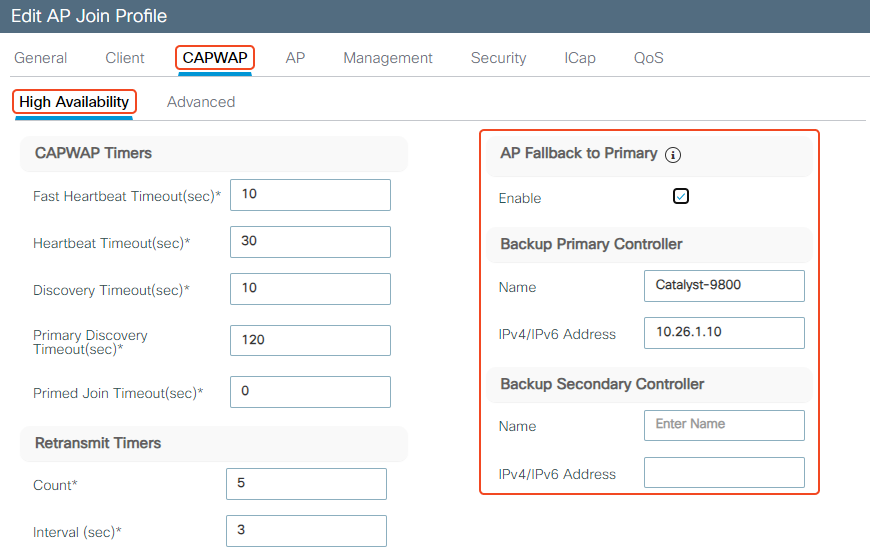 Edit AP Join Profile
General Client CAPWAP AP Management Security ICap QoS
High Availability Advanced
CAPWAP Timers
Fast Heartbeat Timeout(sec)* 10
Heartbeat Timeout(sec)* 30
Discovery Timeout(sec)* 10
Primary Discovery
Timeout(sec)* 120
Primed Join Timeout(sec)* 0
Retransmit Timers
Count* 5
Interval (sec)* 3
AP Fallback to Primary
Enable
Backup Primary Controller
Name Catalyst-9800
IPv4/IPv6 Address 10.26.1.10
Backup Secondary Controller
Name Enter Name
IPv4/IPv6 Address